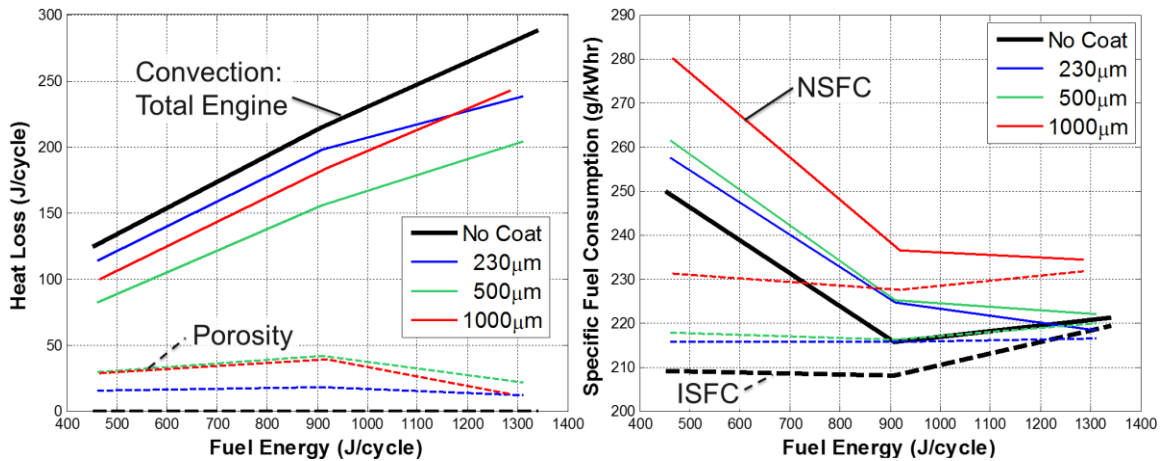 300
250
200
150
100
50
0
Heat Loss (J/cycle)
Convection:
Total Engine
Porosity
No Coat
230μm
500μm
1000μm
400 500 600 700 800 900 1000 1100 1200 1300 1400
Fuel Energy (J/cycle)
290
280
270
260
250
240
230
220
210
200
Specific Fuel Consumption (g/kWhr)
NSFC
ISFC
No Coat
230μm
500μm
1000μm
400 500 600 700 800 900 1000 1100 1200 1300 1400
Fuel Energy (J/cycle)